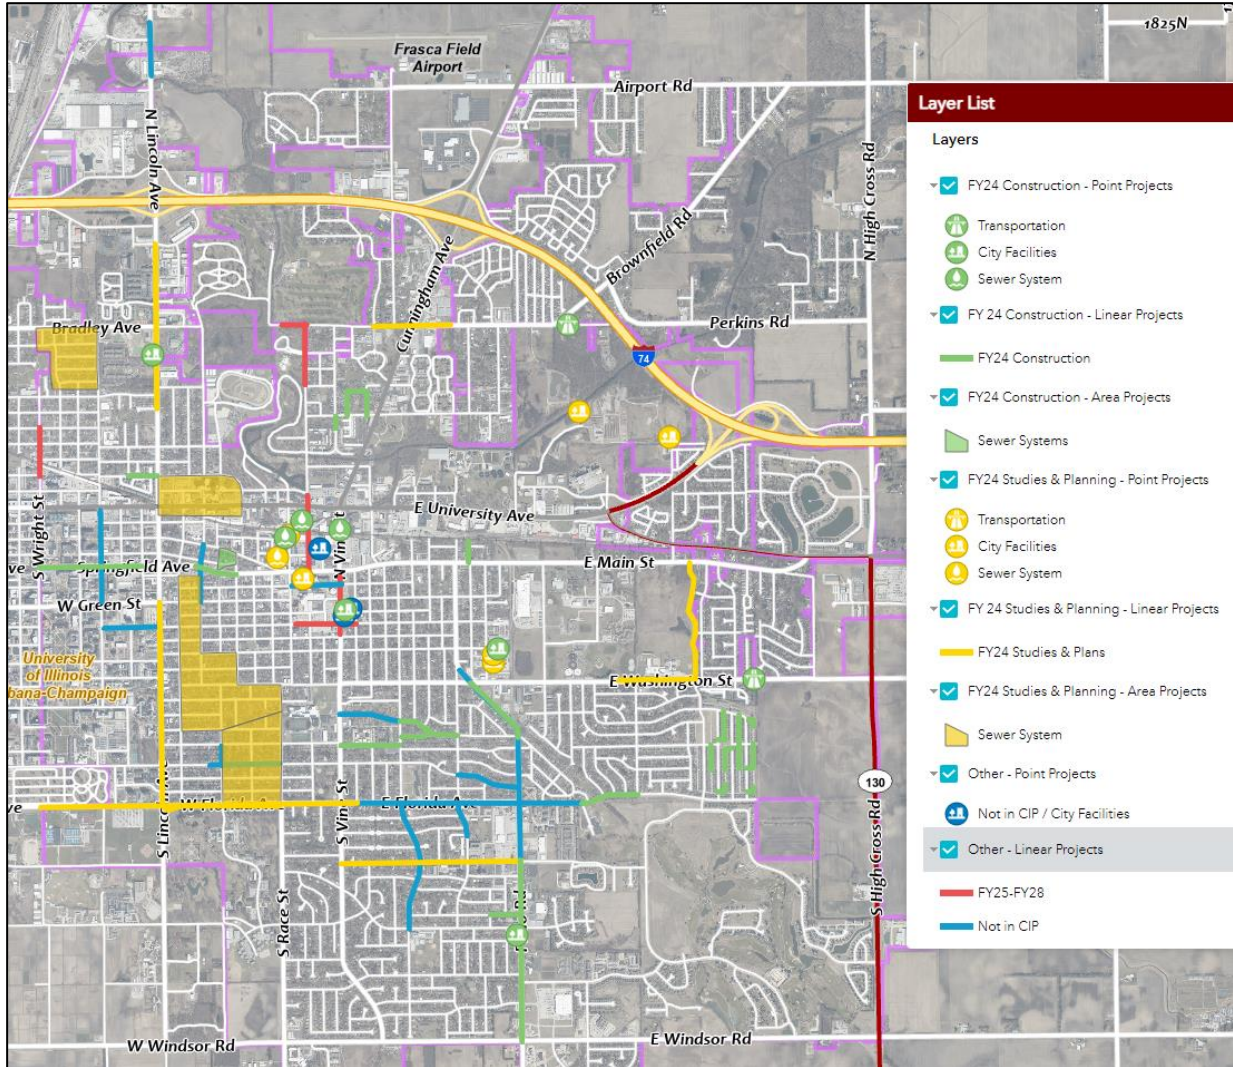 1825N
Frasca Field
Airport
Airport Rd
N Lincoln Ave
N High Cross Rd
Brownfield Rd
Cunningham Ave
Bradley Ave
Perkins Rd
74
S Wright St
E University Ave
N Vin
t
ve
Springfield Ave
E Main St
W Green St
University
of Illinois
bana-Champaign
E Washington St
130
ve
W Flori
E Florida Ave
S Linc
S Vine St
S Race St
S High Cross Rd
Rd
W Windsor Rd
E Windsor Rd
Layer List
Layers
FY24 Construction - Point Projects
Transportation
City Facilities
Sewer System
FY 24 Construction - Linear Projects
FY24 Construction
FY24 Construction - Area Projects
Sewer Systems
FY24 Studies & Planning - Point Projects
Transportation
City Facilities
Sewer System
FY 24 Studies & Planning - Linear Projects
FY24 Studies & Plans
FY24 Studies & Planning - Area Projects
Sewer System
Other - Point Projects
Not in CIP / City Facilities
Other - Linear Projects
FY25-FY28
Not in CIP